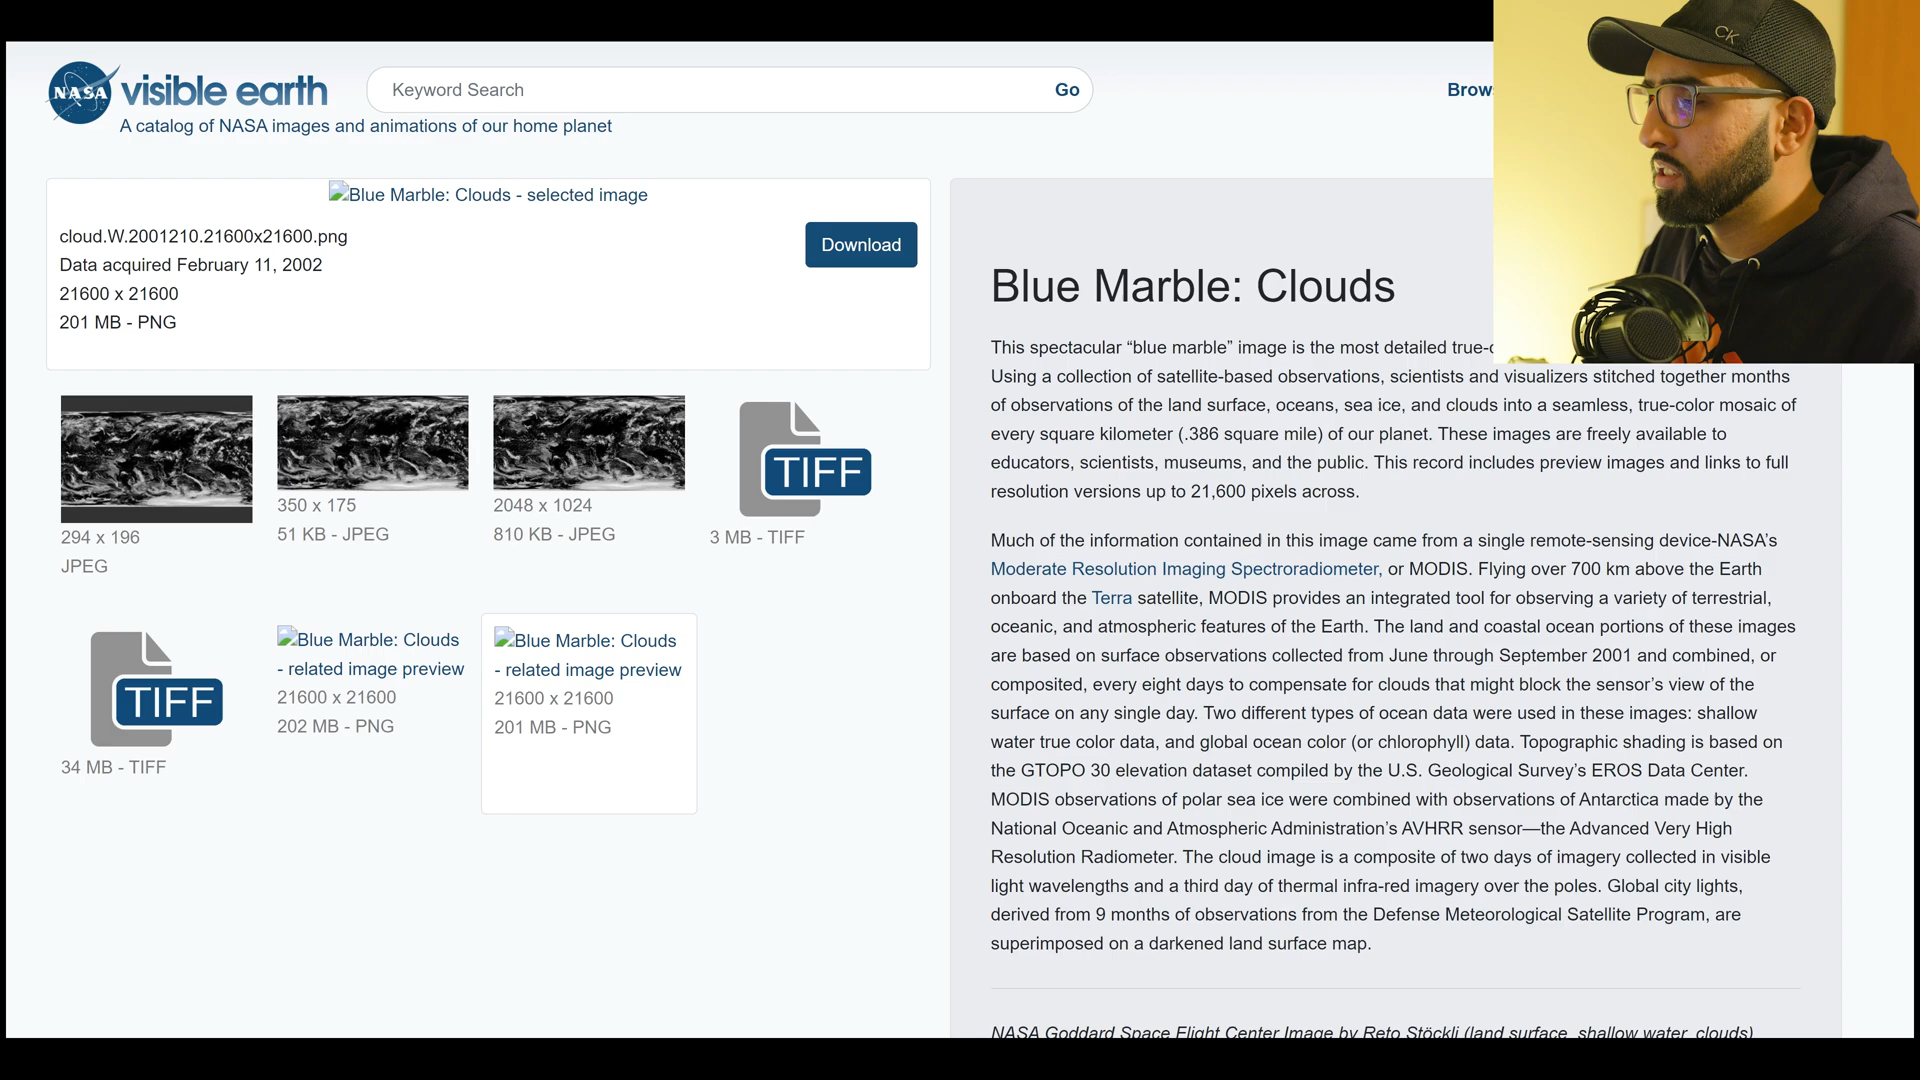 NASA visible earth
A catalog of NASA images and animations of our home planet
Keyword Search
Go
CK
Blue Marble: Clouds - selected image
cloud.W.2001210.21600x21600.png
Data acquired February 11, 2002
21600 x 21600
201 MB - PNG
Download
294 x 196
JPEG
350 x 175
51 KB - JPEG
2048 x 1024
810 KB - JPEG
TIFF
3 MB - TIFF
TIFF
34 MB - TIFF
Blue Marble: Clouds
- related image preview
21600 x 21600
202 MB - PNG
Blue Marble: Clouds
- related image preview
21600 x 21600
201 MB - PNG
Blue Marble: Clouds
This spectacular “blue marble” image is the most detailed
Using a collection of satellite-based observations, scientists and visualizers stitched together months
of observations of the land surface, oceans, sea ice, and clouds into a seamless, true-color mosaic of
every square kilometer (.386 square mile) of our planet. These images are freely available to
educators, scientists, museums, and the public. This record includes preview images and links to full
resolution versions up to 21,600 pixels across.
Much of the information contained in this image came from a single remote-sensing device-NASA’s
Moderate Resolution Imaging Spectroradiometer, or MODIS. Flying over 700 km above the Earth
onboard the Terra satellite, MODIS provides an integrated tool for observing a variety of terrestrial,
oceanic, and atmospheric features of the Earth. The land and coastal ocean portions of these images
are based on surface observations collected from June through September 2001 and combined, or
composited, every eight days to compensate for clouds that might block the sensor’s view of the
surface on any single day. Two different types of ocean data were used in these images: shallow
water true color data, and global ocean color (or chlorophyll) data. Topographic shading is based on
the GTOPO 30 elevation dataset compiled by the U.S. Geological Survey’s EROS Data Center.
MODIS observations of polar sea ice were combined with observations of Antarctica made by the
National Oceanic and Atmospheric Administration’s AVHRR sensor—the Advanced Very High
Resolution Radiometer. The cloud image is a composite of two days of imagery collected in visible
light wavelengths and a third day of thermal infra-red imagery over the poles. Global city lights,
derived from 9 months of observations from the Defense Meteorological Satellite Program, are
superimposed on a darkened land surface map.
NASA Goddard Space Flight Center Image by Reto Stöckli (land surface, shallow water, clouds)